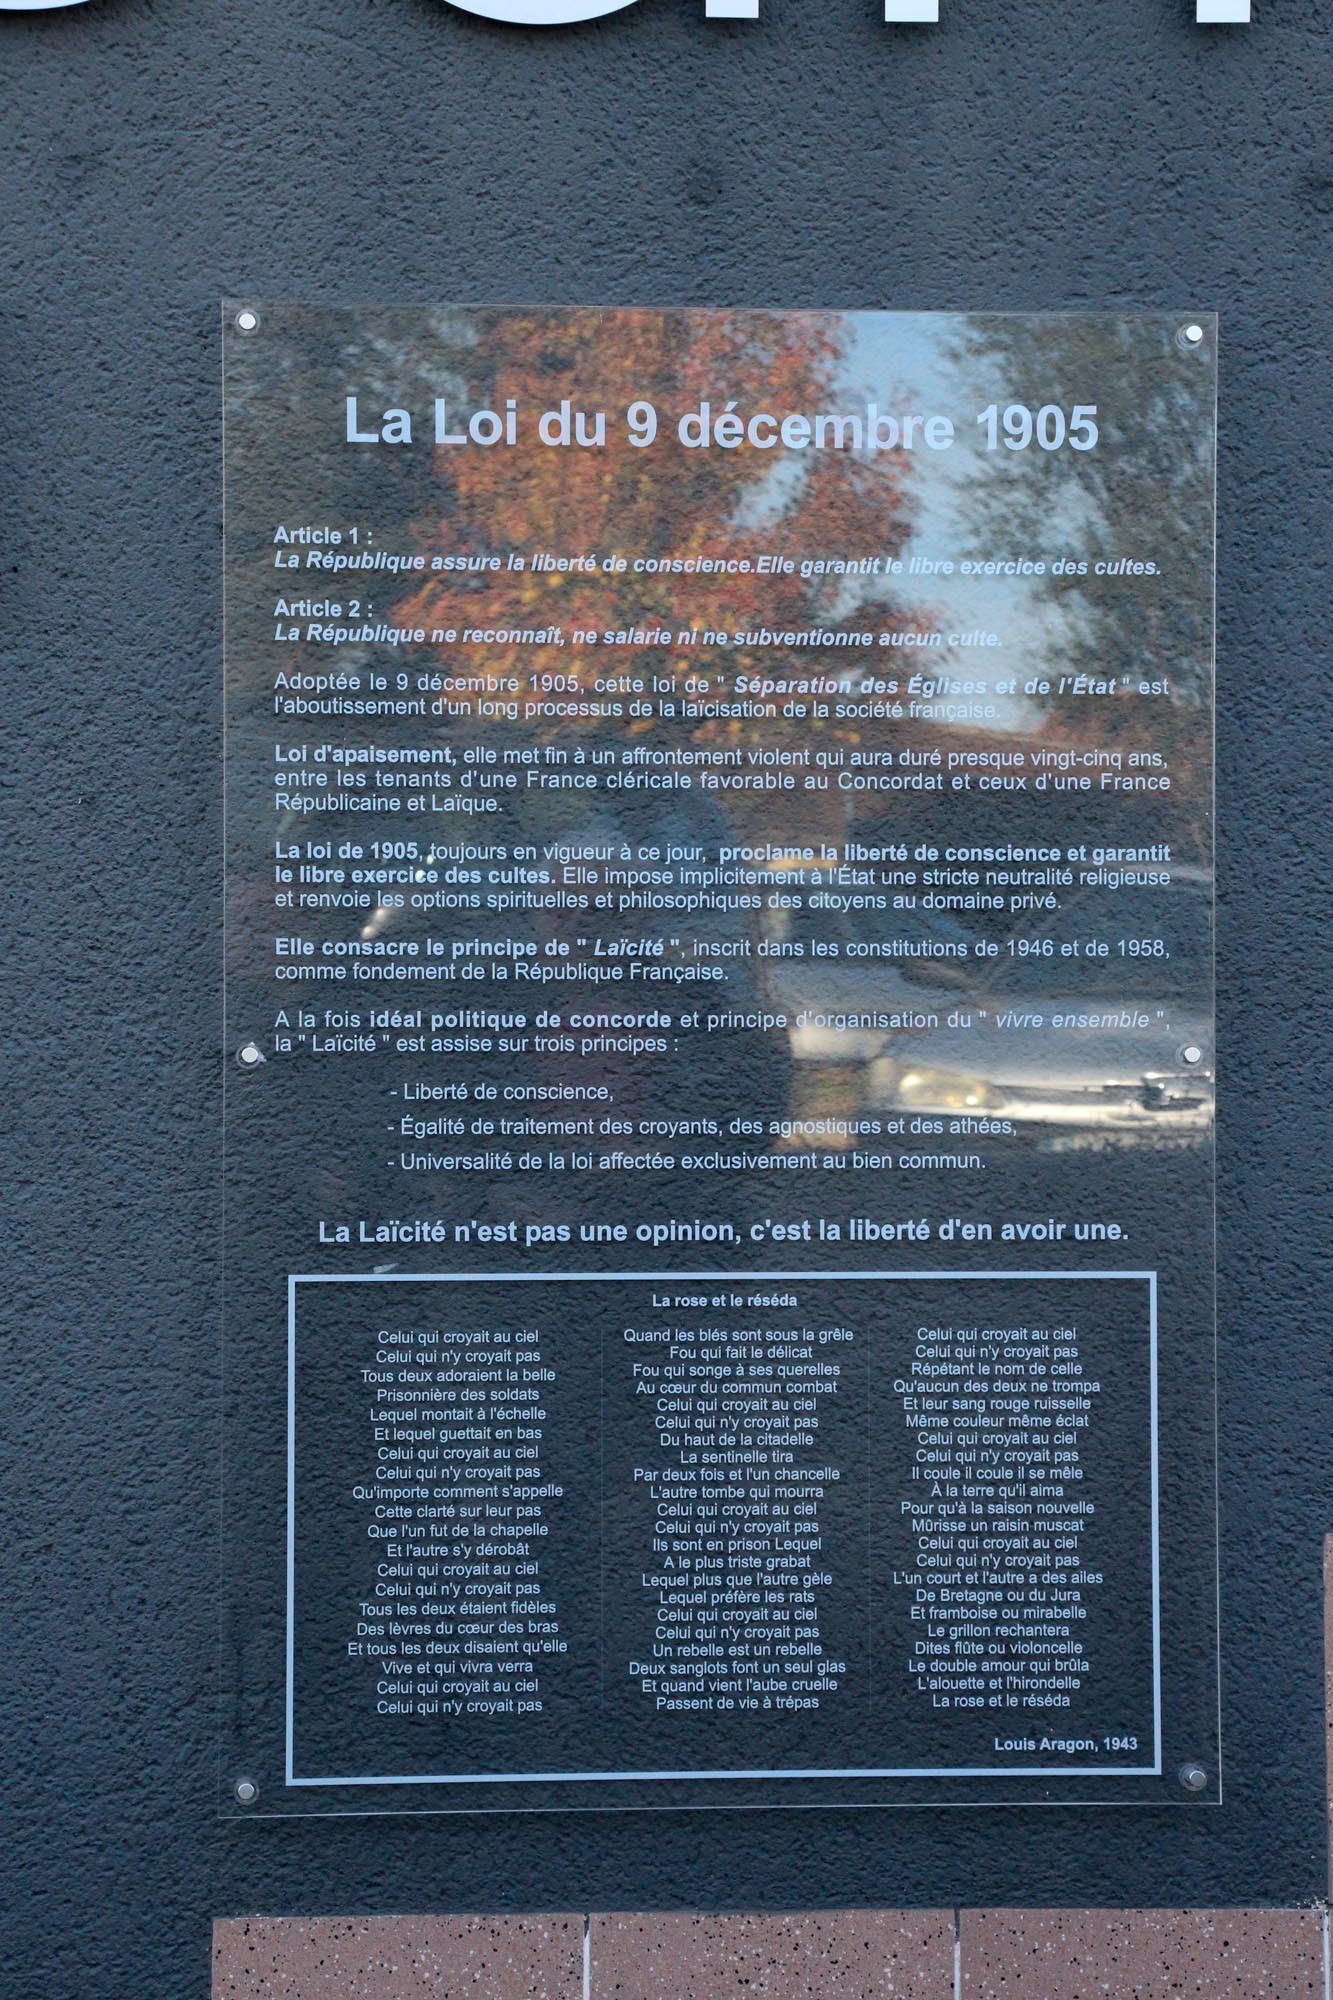 La Loi du 9 décembre 1905
Article 1 :
La République assure la liberté de conscience.Elle garantit le libre exercice des cultes.
Article 2 :
La République ne reconnaît, ne salarie ni ne subventionne aucun culte.
Adoptée le 9 décembre 1905, cette loi de " Séparation des Églises et de l'État " est
l'aboutissement d'un long processus de la laïcisation de la société française.
Loi d'apaisement, elle met fin à un affrontement violent qui aura duré presque vingt-cinq ans,
entre les tenants d'une France cléricale favorable au Concordat et ceux d'une France
Républicaine et Laïque.
La loi de 1905, toujours en vigueur à ce jour, proclame la liberté de conscience et garantit
le libre exercice des cultes. Elle impose implicitement à l'État une stricte neutralité religieuse
et renvoie les options spirituelles et philosophiques des citoyens au domaine privé.
Elle consacre le principe de " Laïcité ", inscrit dans les constitutions de 1946 et de 1958,
comme fondement de la République Française.
A la fois idéal politique de concorde et principe d'organisation du " vivre ensemble ",
la " Laïcité " est assise sur trois principes :
- Liberté de conscience,
- Égalité de traitement des croyants, des agnostiques et des athées,
- Universalité de la loi affectée exclusivement au bien commun.
La Laïcité n'est pas une opinion, c'est la liberté d'en avoir une.
La rose et le réséda
Celui qui croyait au ciel
Celui qui n'y croyait pas
Tous deux adoraient la belle
Prisonnière des soldats
Lequel montait à l'échelle
Et lequel guettait en bas
Celui qui croyait au ciel
Celui qui n'y croyait pas
Qu'importe comment s'appelle
Cette clarté sur leur pas
Que l'un fut de la chapelle
Et l'autre s'y dérobât
Celui qui croyait au ciel
Celui qui n'y croyait pas
Tous les deux étaient fidèles
Des lèvres du cœur des bras
Et tous les deux disaient qu'elle
Vive et qui vivra verra
Celui qui croyait au ciel
Celui qui n'y croyait pas
Quand les blés sont sous la grêle
Fou qui fait le délicat
Fou qui songe à ses querelles
Au cœur du commun combat
Celui qui croyait au ciel
Celui qui n'y croyait pas
Du haut de la citadelle
La sentinelle tira
Par deux fois et l'un chancelle
L'autre tombe qui mourra
Celui qui croyait au ciel
Celui qui n'y croyait pas
Ils sont en prison Lequel
A le plus triste grabat
Lequel plus que l'autre gèle
Lequel préfère les rats
Celui qui croyait au ciel
Celui qui n'y croyait pas
Un rebelle est un rebelle
Deux sanglots font un seul glas
Et quand vient l'aube cruelle
Passent de vie à trépas
Celui qui croyait au ciel
Celui qui n'y croyait pas
Répétant le nom de celle
Qu'aucun des deux ne trompa
Et leur sang rouge ruisselle
Même couleur même éclat
Celui qui croyait au ciel
Celui qui n'y croyait pas
Il coule il coule il se mêle
À la terre qu'il aima
Pour qu'à la saison nouvelle
Mûrisse un raisin muscat
Celui qui croyait au ciel
Celui qui n'y croyait pas
L'un court et l'autre a des ailes
De Bretagne ou du Jura
Et framboise ou mirabelle
Le grillon rechantera
Dites flûte ou violoncelle
Le double amour qui brûla
L'alouette et l'hirondelle
La rose et le réséda
Louis Aragon, 1943